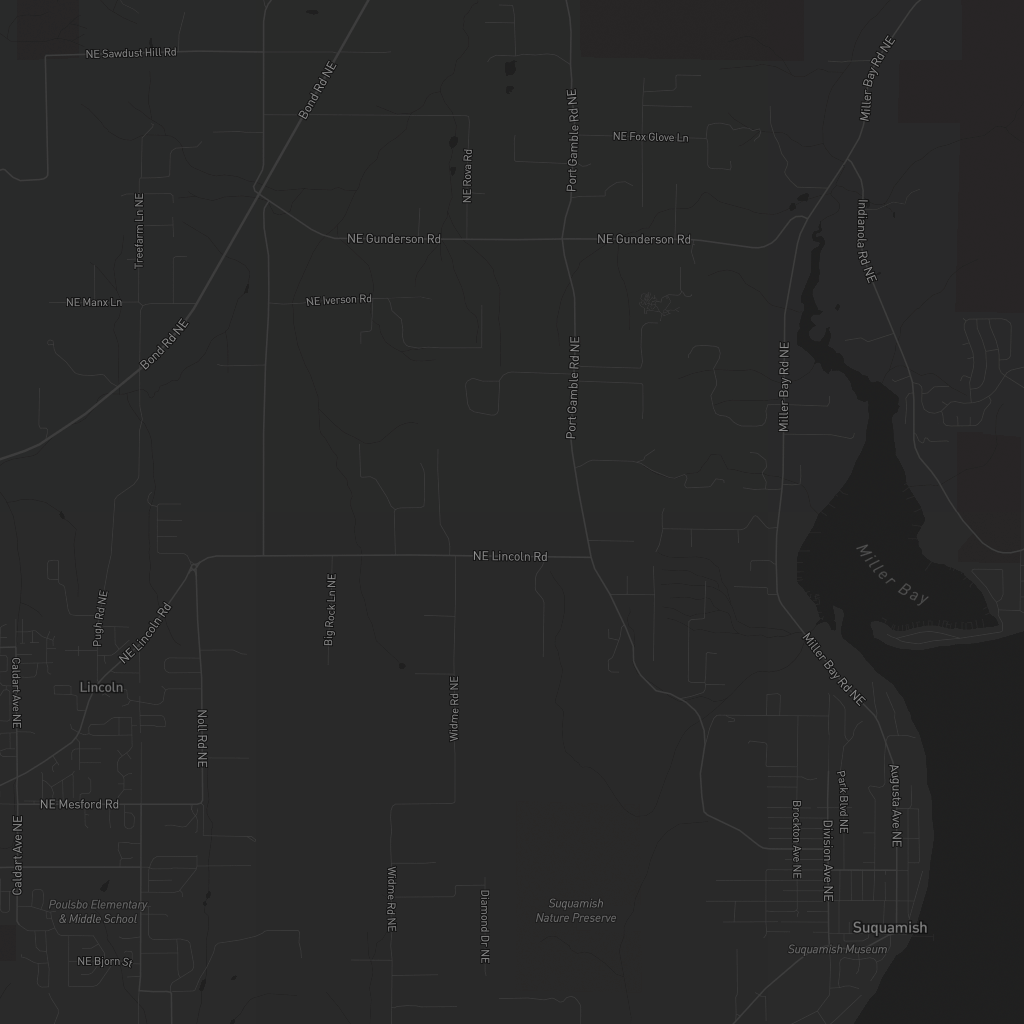 NE Sawdust Hill Rd
Bond Rd NE
Miller Bay Rd NE
Port Gamble Rd NE
NE Fox Glove Ln
NE Rova Rd
Treefarm Ln NE
Indianola Rd NE
NE Gunderson Rd
NE Gunderson Rd
NE Manx Ln
NE Iverson Rd
Bond Rd NE
Port Gamble Rd NE
Miller Bay Rd NE
NE Lincoln Rd
Miller Bay
Big Rock Ln NE
Pugh Rd NE
NE Lincoln Rd
Miller Bay Rd NE
Lincoln
Caldart Ave NE
Widme Rd NE
Noll Rd NE
NE Mesford Rd
Park Blvd NE
Augusta Ave NE
Brockton Ave NE
Division Ave NE
Caldart Ave NE
Widme Rd NE
Diamond Dr NE
Poulsbo Elementary
& Middle School
Suquamish
Nature Preserve
Suquamish
Suquamish Museum
NE Bjorn St